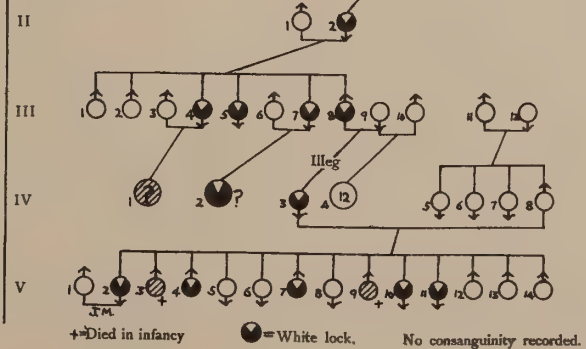 II 1 2
III 1 2 3 4 5 6 7 8 9 10 11 12
Illeg
IV 1 ? 2 ? 3 4 12 5 6 7 8
V 1 2 3 4 5 6 7 8 9 10 11 12 13 14
J.M. + +
+=Died in infancy =White lock. No consanguinity recorded.